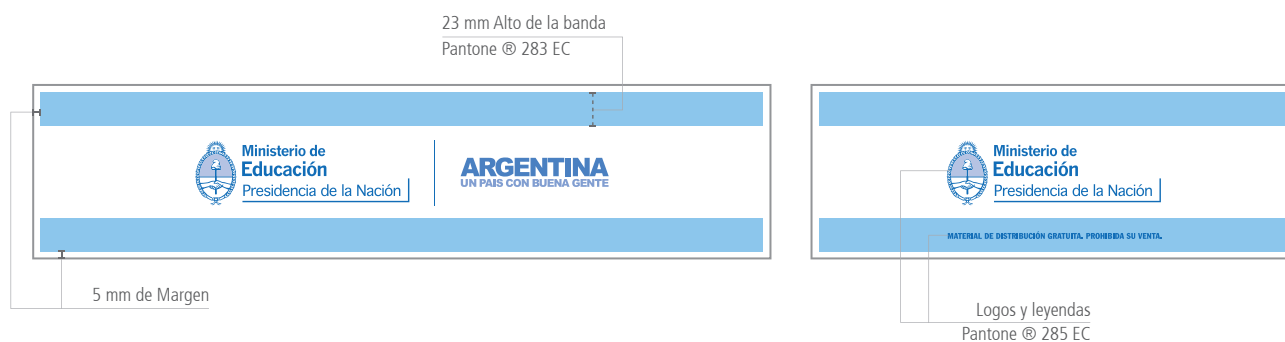 23 mm Alto de la banda
Pantone ® 283 EC
Ministerio de
Educación
Presidencia de la Nación
ARGENTINA
UN PAIS CON BUENA GENTE
5 mm de Margen
Ministerio de
Educación
Presidencia de la Nación
MATERIAL DE DISTRIBUCIÓN GRATUITA. PROHIBIDA SU VENTA.
Logos y leyendas
Pantone ® 285 EC